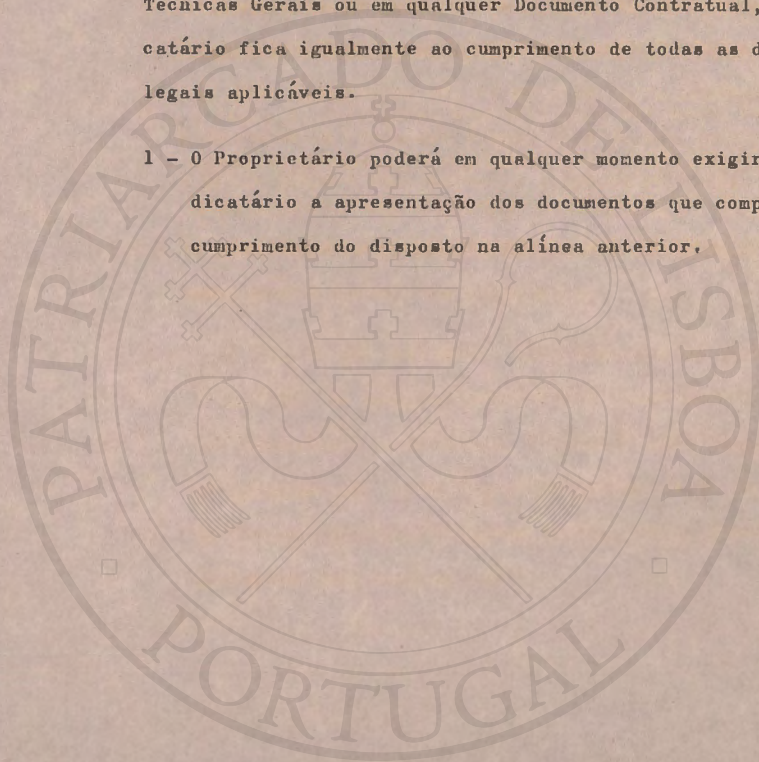 Técnicas Gerais ou em qualquer Documento Contratual,
catário fica igualmente ao cumprimento de todas as d
legais aplicáveis.
1 - O Proprietário poderá em qualquer momento exigir
dicatário a apresentação dos documentos que comp
cumprimento do disposto na alínea anterior.
PATRIARCADO DE LISBOA
PORTUGAL